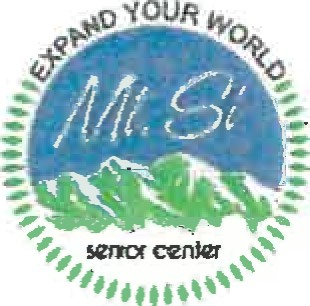 EXPAND YOUR WORLD
Mt. Si
senior center